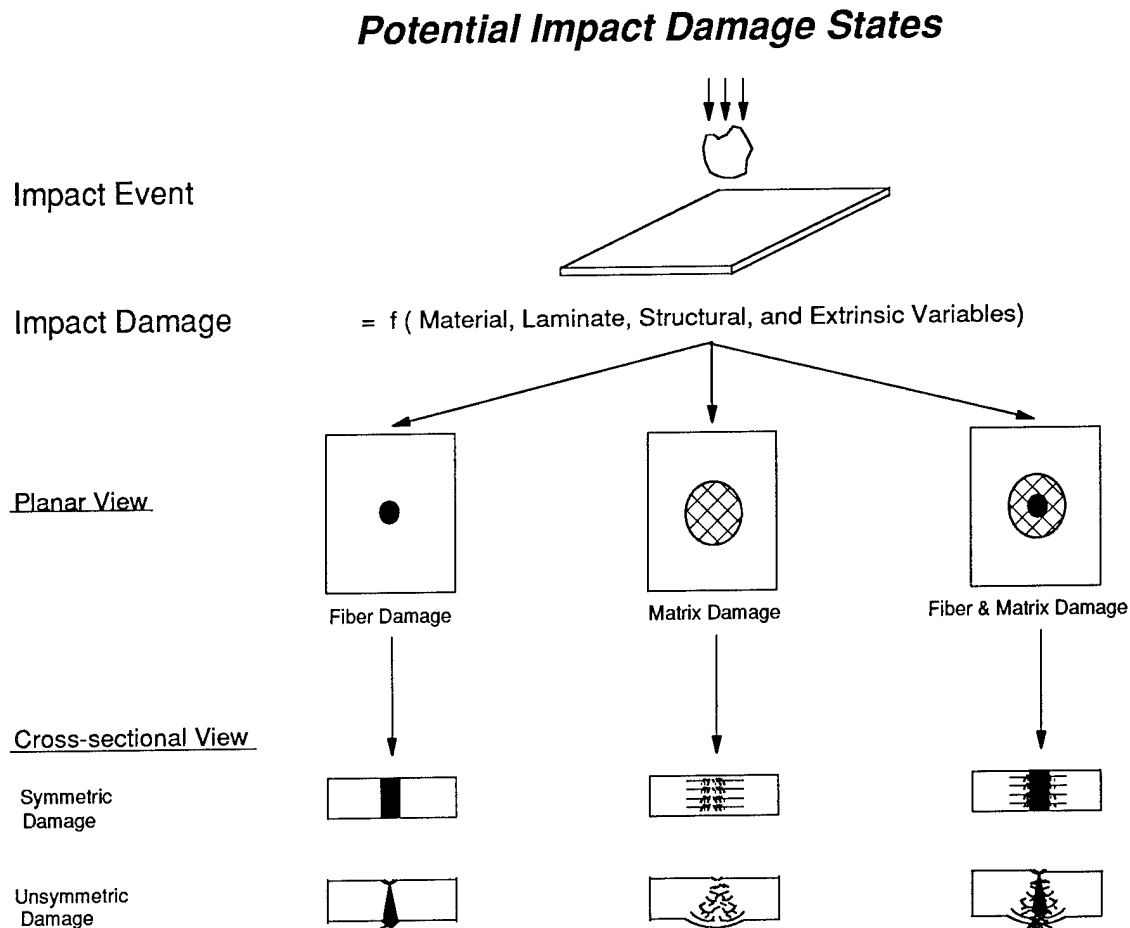 Potential Impact Damage States
Impact Event
Impact Damage
= f ( Material, Laminate, Structural, and Extrinsic Variables)
Planar View
Fiber Damage
Matrix Damage
Fiber & Matrix Damage
Cross-sectional View
Symmetric
Damage
Unsymmetric
Damage